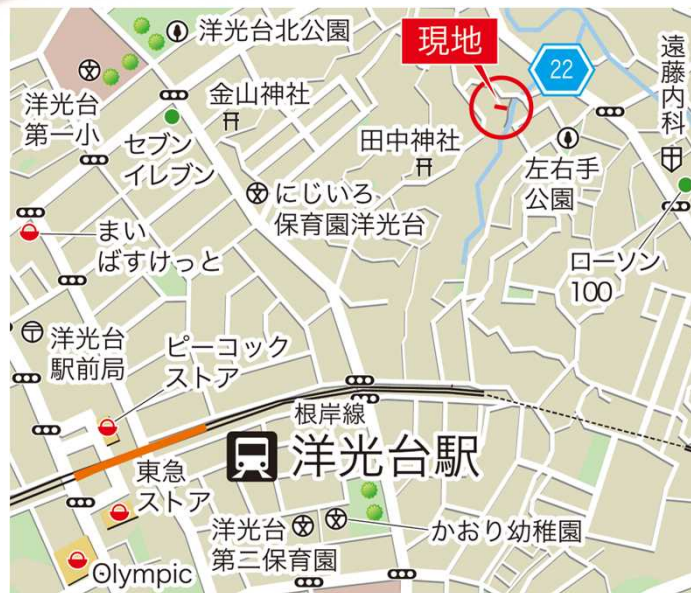 洋光台北公園
現地
22
遠藤内科
洋光台
第一小
金山神社
セブン
イレブン
田中神社
左右手
公園
にじいろ
保育園洋光台
まい
ばすけっと
ローソン
100
洋光台
駅前局
ピーコック
ストア
根岸線
洋光台駅
東急
ストア
洋光台
第二保育園
かおり幼稚園
Olympic